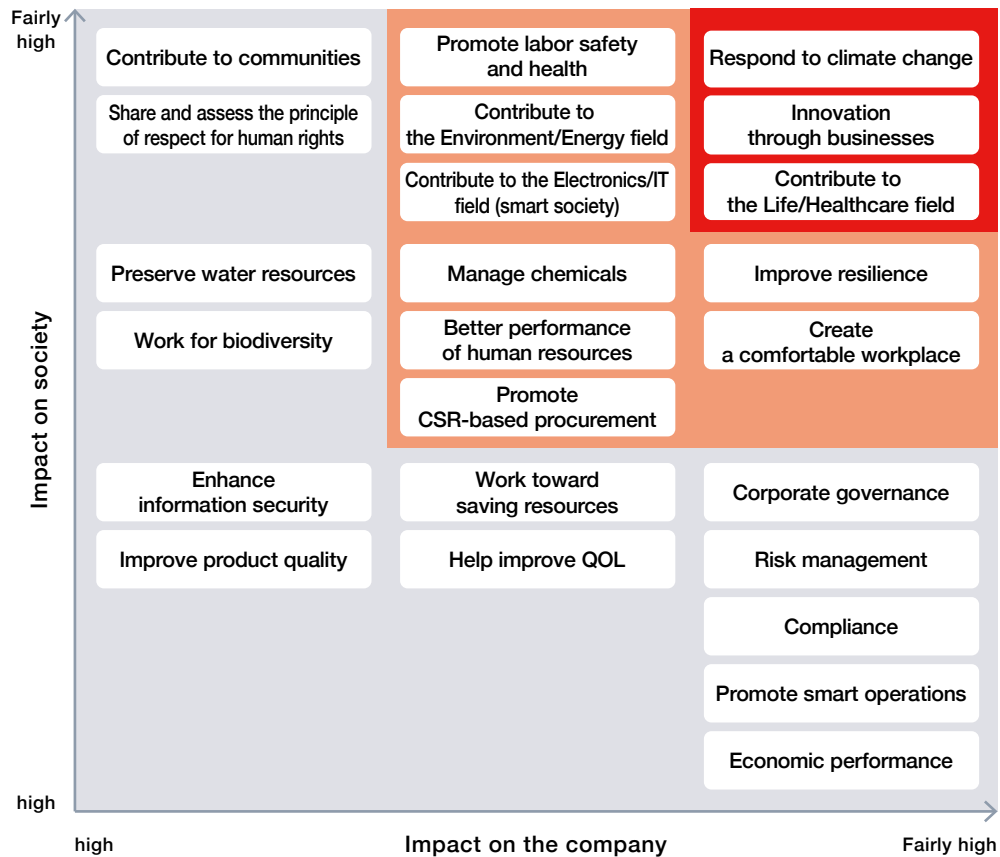 Fairly
high
Contribute to communities
Promote labor safety
and health
Respond to climate change
Share and assess the principle
of respect for human rights
Contribute to
the Environment/Energy field
Innovation
through businesses
Contribute to the Electronics/IT
field (smart society)
Contribute to
the Life/Healthcare field
Preserve water resources
Manage chemicals
Improve resilience
Work for biodiversity
Better performance
of human resources
Create
a comfortable workplace
Promote
CSR-based procurement
Impact on society
Enhance
information security
Work toward
saving resources
Corporate governance
Improve product quality
Help improve QOL
Risk management
Compliance
Promote smart operations
Economic performance
high
high
Impact on the company
Fairly high